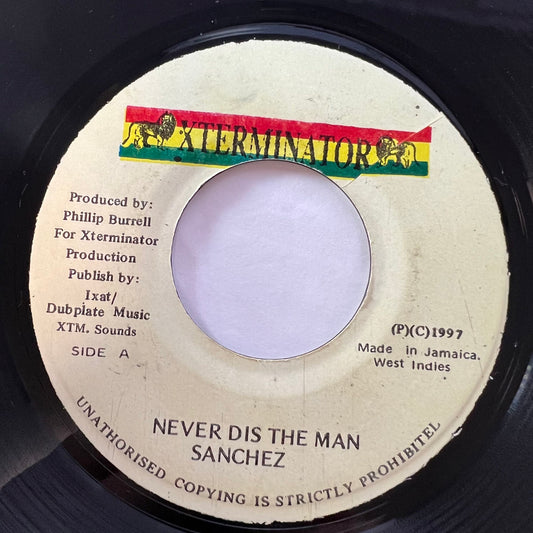 XTERMINATOR
Produced by:
Phillip Burrell
For Xterminator
Production
Publish by:
Ixat/
Dubplate Music
XTM. Sounds
SIDE A
(P)(C)1997
Made in Jamaica.
West Indies
NEVER DIS THE MAN
SANCHEZ
UNATHORISED COPYING IS STRICTLY PROHIBITEL